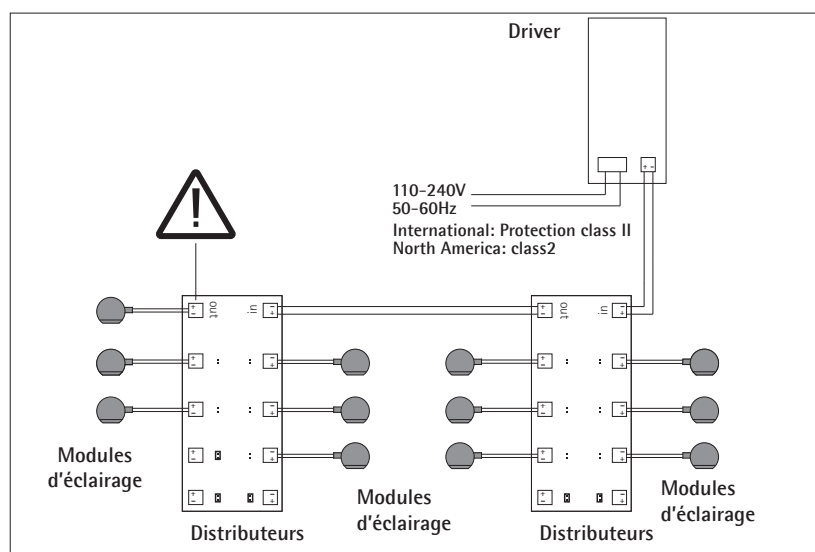 Driver
+ -
110-240V
50-60Hz
International: Protection class II
North America: class2
!
+ - out in - +
+ - out in - +
+ - : : - +
+ - : : - +
+ - : : - +
+ - : : - +
+ - : - +
+ - : : - +
+ - - +
+ - - +
Modules
d'éclairage
Modules
d'éclairage
Modules
d'éclairage
Distributeurs
Distributeurs